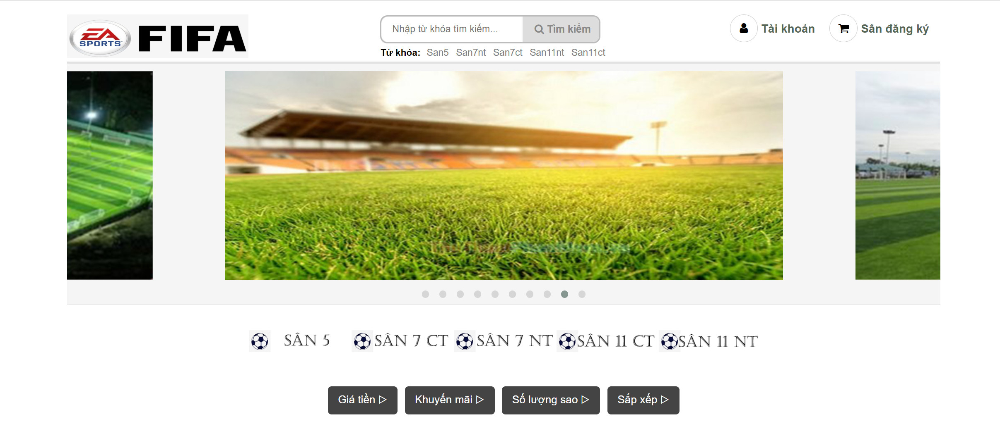 EA SPORTS FIFA
Nhập từ khóa tìm kiếm...
Tìm kiếm
Tài khoản
Sân đăng ký
Từ khóa: San5 San7nt San7ct San11nt San11ct
SÂN 5
SÂN 7 CT
SÂN 7 NT
SÂN 11 CT
SÂN 11 NT
Giá tiền ▷
Khuyến mãi ▷
Số lượng sao ▷
Sắp xếp ▷